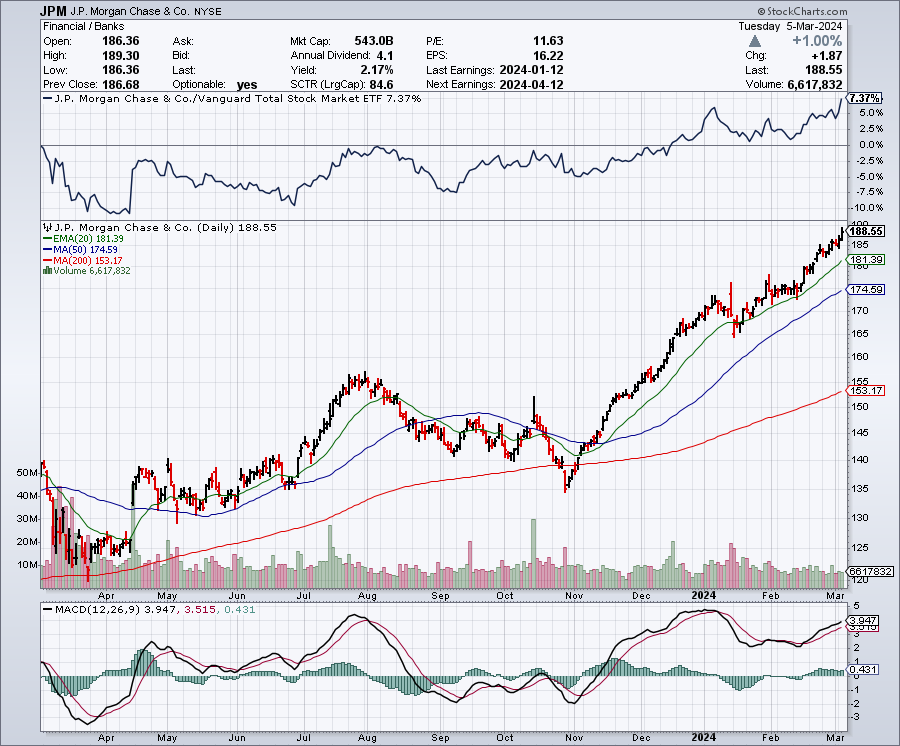 JPM J.P. Morgan Chase & Co. NYSE © StockCharts.com
Financial / Banks Tuesday 5-Mar-2024
Open: 186.36 Ask: Mkt Cap: 543.0B P/E: 11.63 +1.00%
High: 189.30 Bid: Annual Dividend: 4.1 EPS: 16.22 Chg: +1.87
Low: 186.36 Last: Yield: 2.17% Last Earnings: 2024-01-12 Last: 188.55
Prev Close: 186.68 Optionable: yes SCTR (LrgCap): 84.6 Next Earnings: 2024-04-12 Volume: 6,617,832
J.P. Morgan Chase & Co./Vanguard Total Stock Market ETF 7.37% 7.37%
5.0%
2.5%
0.0%
-2.5%
-5.0%
-7.5%
-10.0%
J.P. Morgan Chase & Co. (Daily) 188.55 188.55
EMA(20) 181.39
MA(50) 174.59
MA(200) 153.17
Volume 6,617,832
190
185
180
181.39
174.59
170
165
160
155
153.17
150
145
140
50M 135
40M
30M 130
20M 125
10M
6617832
120
Apr May Jun Jul Aug Sep Oct Nov Dec 2024 Feb Mar
MACD(12,26,9) 3.947, 3.515, 0.431
5
3.947
3.515
3
2
1
0.431
0
-1
-2
-3
Apr May Jun Jul Aug Sep Oct Nov Dec 2024 Feb Mar